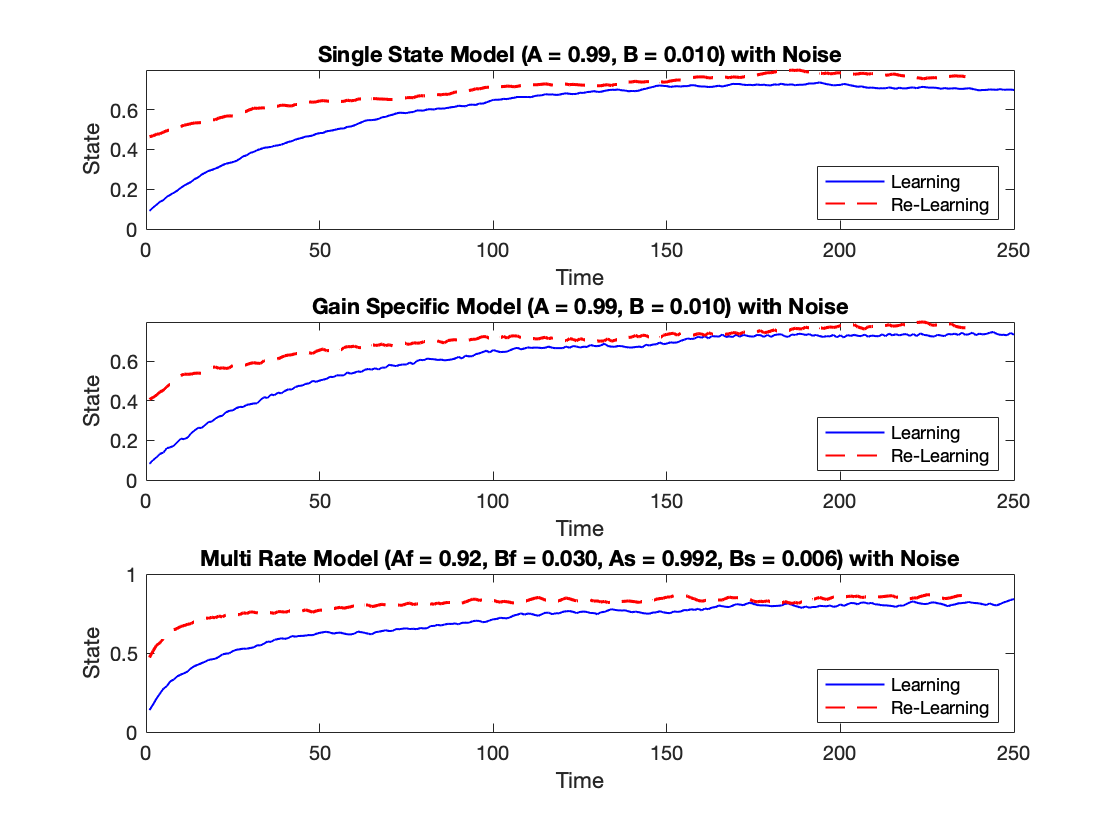 Single State Model (A = 0.99, B = 0.010) with Noise
State
0.6
0.4
0.2
0
0
50
100
150
200
250
Time
Learning
Re-Learning
Gain Specific Model (A = 0.99, B = 0.010) with Noise
State
0.6
0.4
0.2
0
0
50
100
150
200
250
Time
Learning
Re-Learning
Multi Rate Model (Af = 0.92, Bf = 0.030, As = 0.992, Bs = 0.006) with Noise
State
1
0.5
0
0
50
100
150
200
250
Time
Learning
Re-Learning